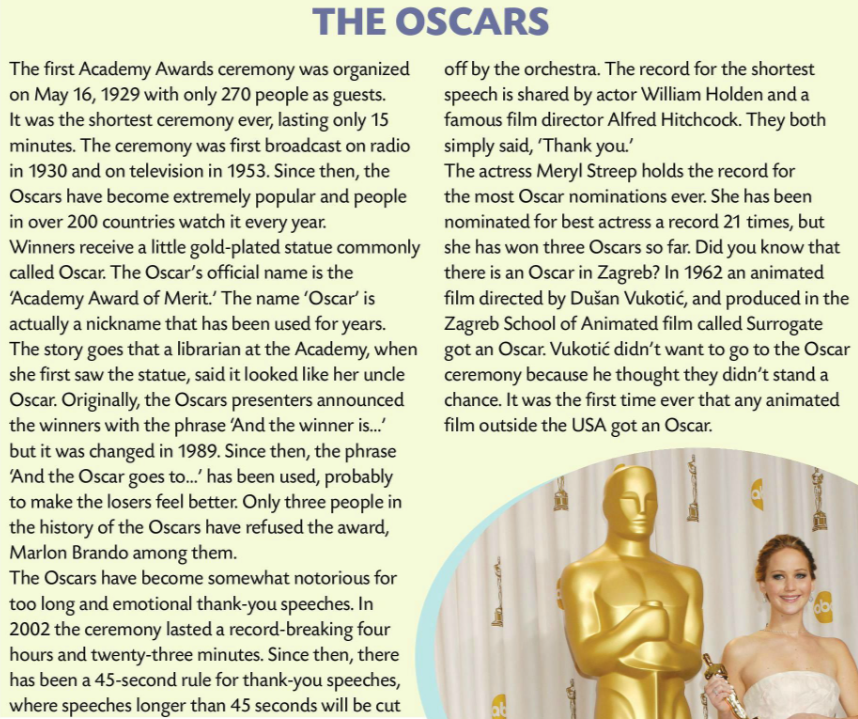 THE OSCARS
The first Academy Awards ceremony was organized
on May 16, 1929 with only 270 people as guests.
It was the shortest ceremony ever, lasting only 15
minutes. The ceremony was first broadcast on radio
in 1930 and on television in 1953. Since then, the
Oscars have become extremely popular and people
in over 200 countries watch it every year.
Winners receive a little gold-plated statue commonly
called Oscar. The Oscar's official name is the
'Academy Award of Merit.' The name 'Oscar' is
actually a nickname that has been used for years.
The story goes that a librarian at the Academy, when
she first saw the statue, said it looked like her uncle
Oscar. Originally, the Oscars presenters announced
the winners with the phrase 'And the winner is...'
but it was changed in 1989. Since then, the phrase
'And the Oscar goes to...' has been used, probably
to make the losers feel better. Only three people in
the history of the Oscars have refused the award,
Marlon Brando among them.
The Oscars have become somewhat notorious for
too long and emotional thank-you speeches. In
2002 the ceremony lasted a record-breaking four
hours and twenty-three minutes. Since then, there
has been a 45-second rule for thank-you speeches,
where speeches longer than 45 seconds will be cut
off by the orchestra. The record for the shortest
speech is shared by actor William Holden and a
famous film director Alfred Hitchcock. They both
simply said, 'Thank you.'
The actress Meryl Streep holds the record for
the most Oscar nominations ever. She has been
nominated for best actress a record 21 times, but
she has won three Oscars so far. Did you know that
there is an Oscar in Zagreb? In 1962 an animated
film directed by Dušan Vukotić, and produced in the
Zagreb School of Animated film called Surrogate
got an Oscar. Vukotić didn't want to go to the Oscar
ceremony because he thought they didn't stand a
chance. It was the first time ever that any animated
film outside the USA got an Oscar.